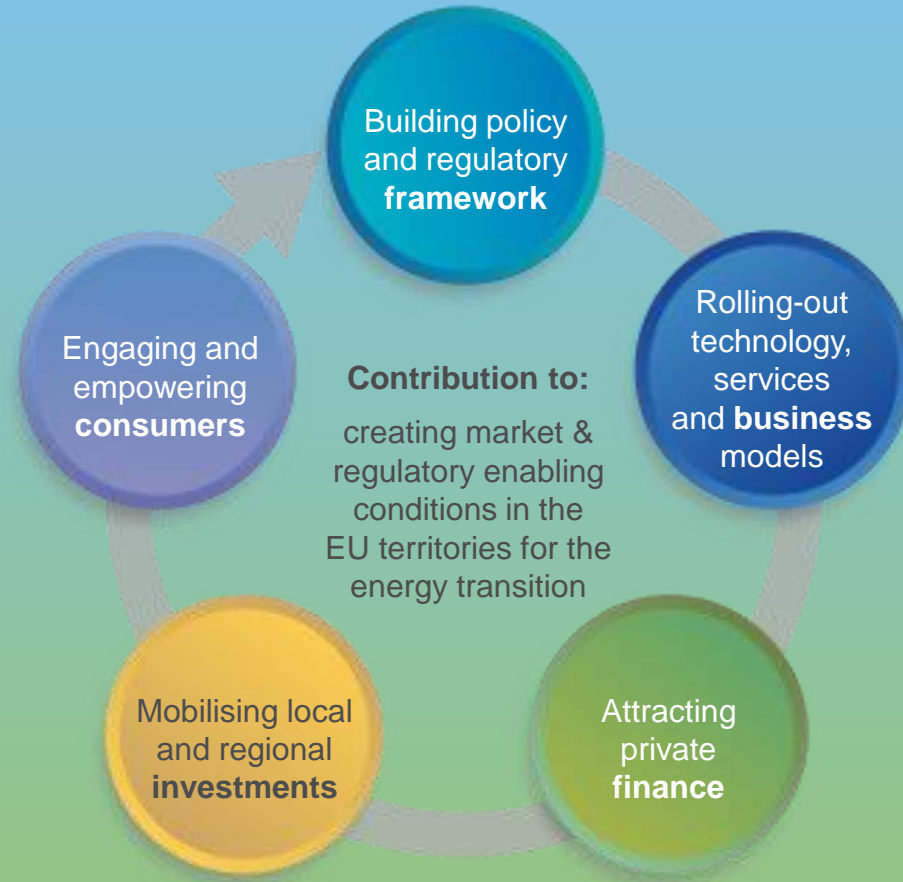 Building policy
and regulatory
framework
Rolling-out
technology,
services
and business
models
Attracting
private
finance
Mobilising local
and regional
investments
Engaging and
empowering
consumers
Contribution to:
creating market &
regulatory enabling
conditions in the
EU territories for the
energy transition